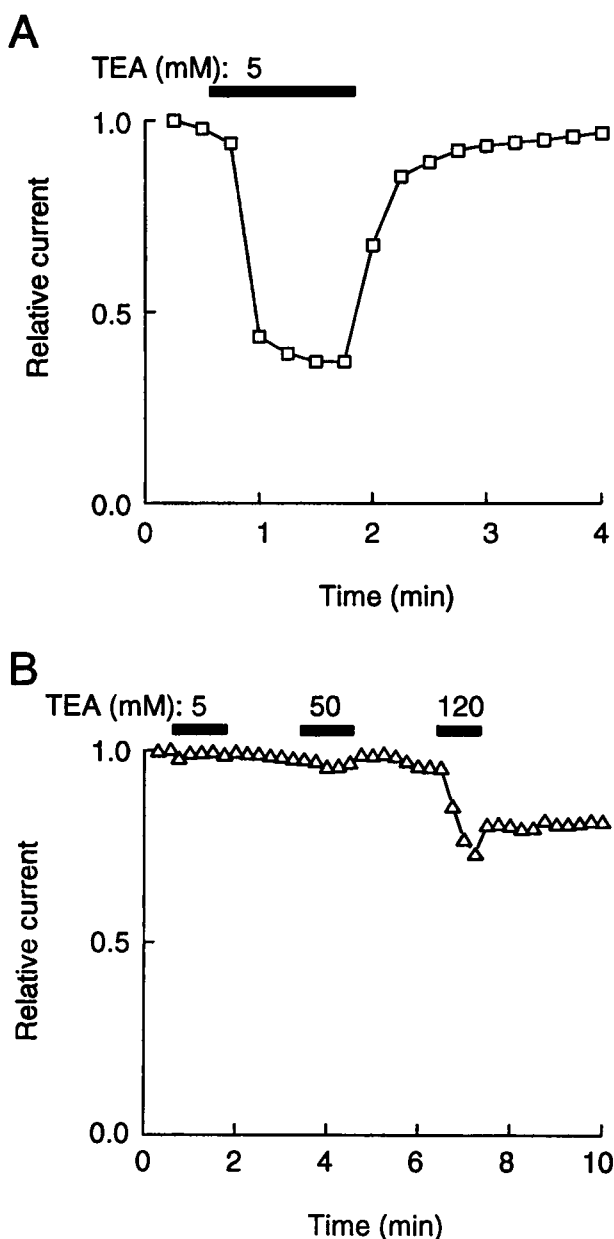 A
TEA (mM): 5
1.0
0.5
0.0
Relative current
0 1 2 3 4
Time (min)
B
TEA (mM): 5 50 120
1.0
0.5
0.0
Relative current
0 2 4 6 8 10
Time (min)